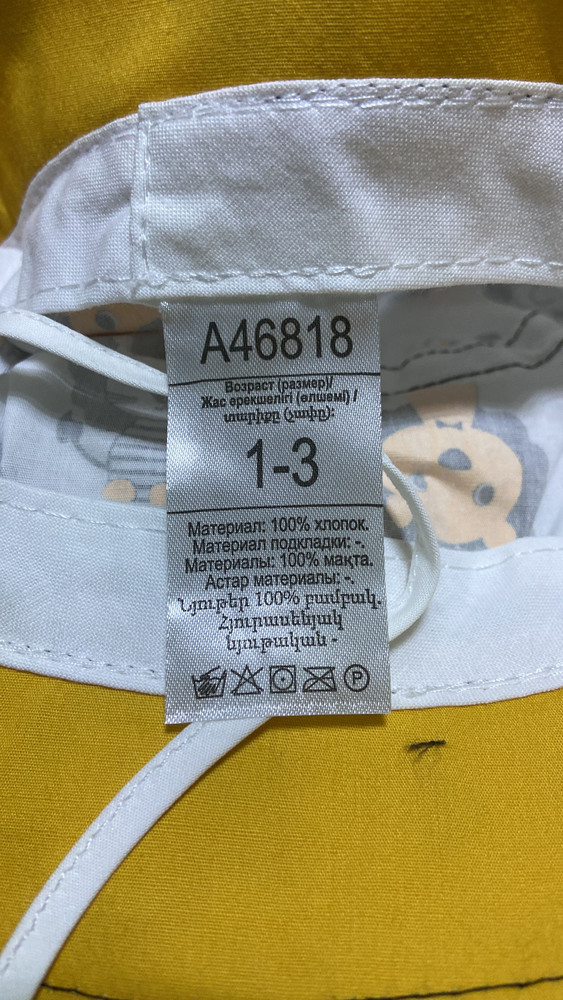 A46818
Возраст (размер)/
Жас ерекшелігі (өлшемі) /
տարիքը (չափը):
1-3
Материал: 100% хлопок.
Материал подкладки: -.
Материалы: 100% мақта.
Астар материалы: -.
Նյութեր 100% բամբակ.
Հյուրասենյակ
նյութական -
P